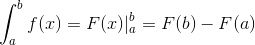 ∫_a^b f(x) = F(x)|_a^b = F(b) − F(a)